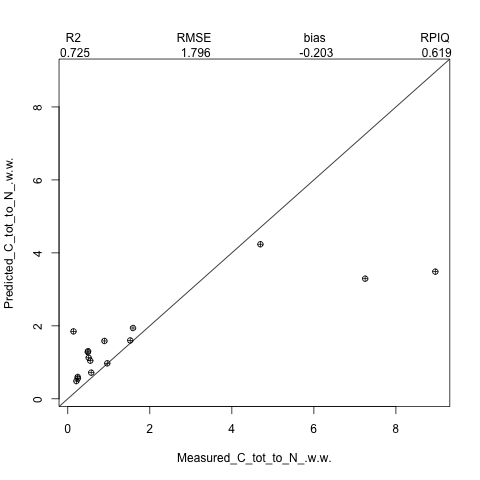 R2 RMSE bias RPIQ
0.725 1.796 -0.203 0.619
8
6
4
2
0
Predicted_C_tot_to_N_.w.w.
0 2 4 6 8
Measured_C_tot_to_N_.w.w.